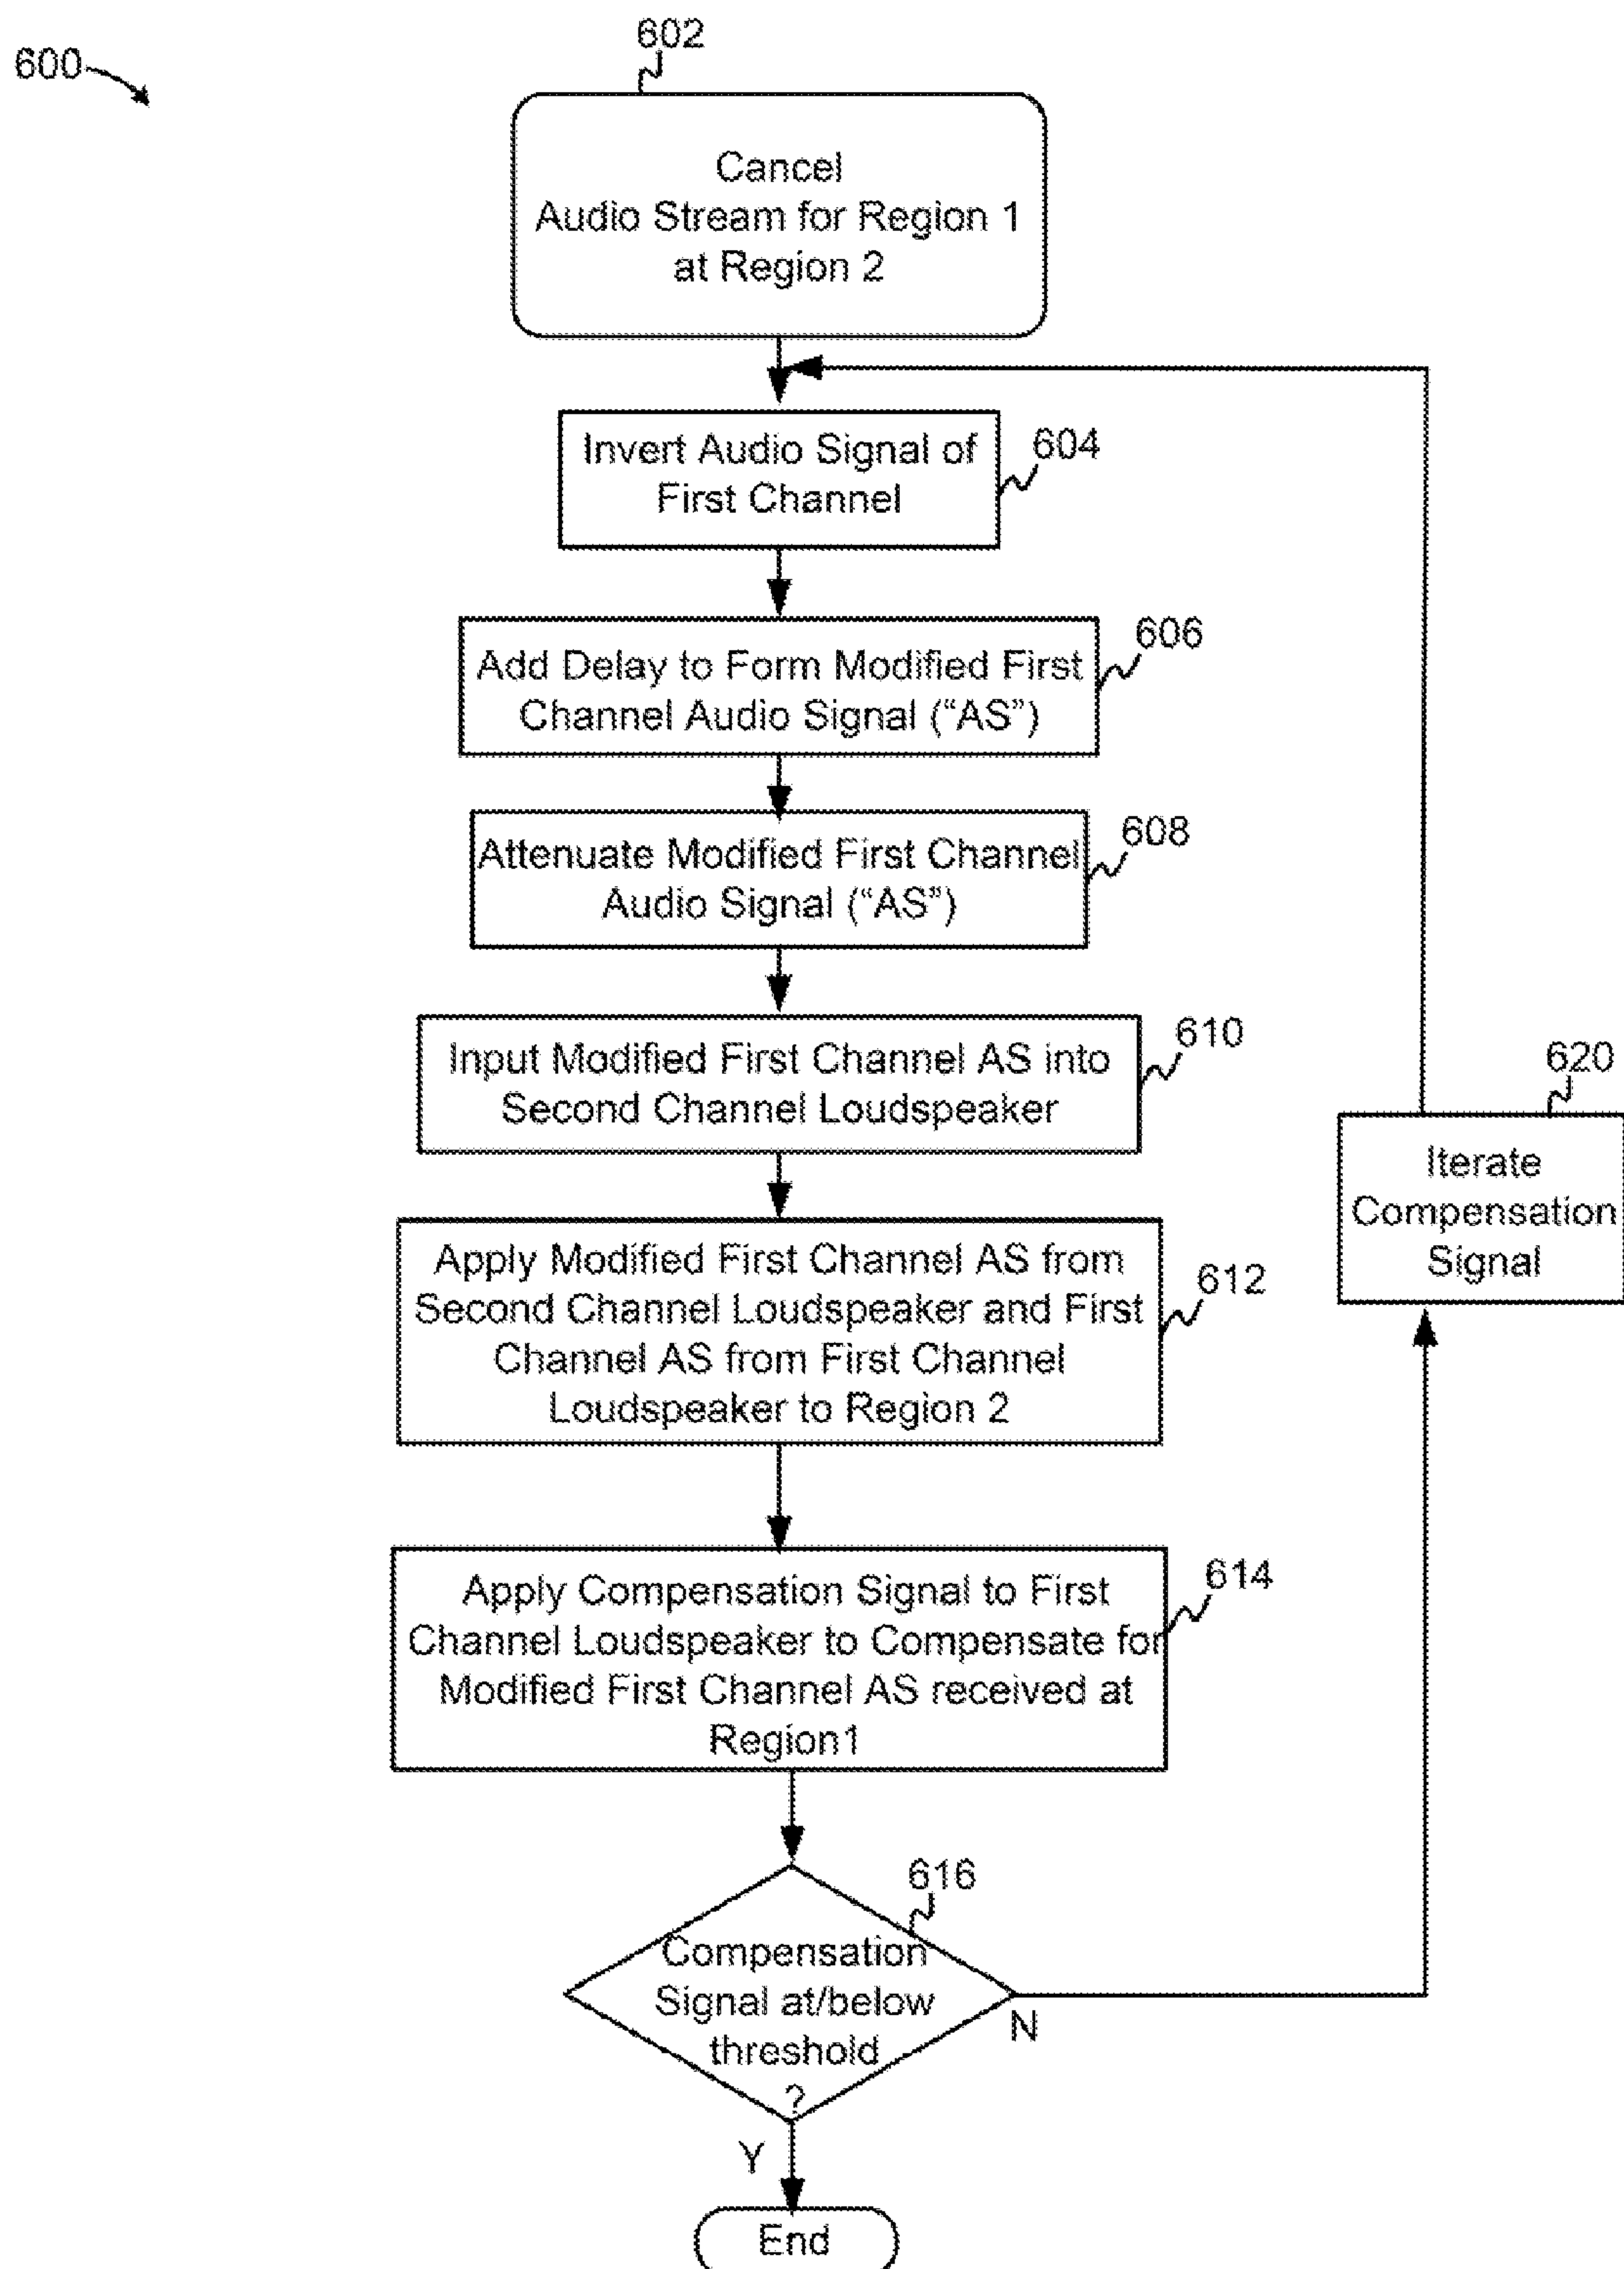 600
602
Cancel
Audio Stream for Region 1
at Region 2
Invert Audio Signal of
First Channel
604
Add Delay to Form Modified First
Channel Audio Signal (“AS”)
606
Attenuate Modified First Channel
Audio Signal (“AS”)
608
Input Modified First Channel AS into
Second Channel Loudspeaker
610
620
Iterate
Compensation
Signal
Apply Modified First Channel AS from
Second Channel Loudspeaker and First
Channel AS from First Channel
Loudspeaker to Region 2
612
Apply Compensation Signal to First
Channel Loudspeaker to Compensate for
Modified First Channel AS received at
Region1
614
616
Compensation
Signal at/below
threshold
?
N
Y
End